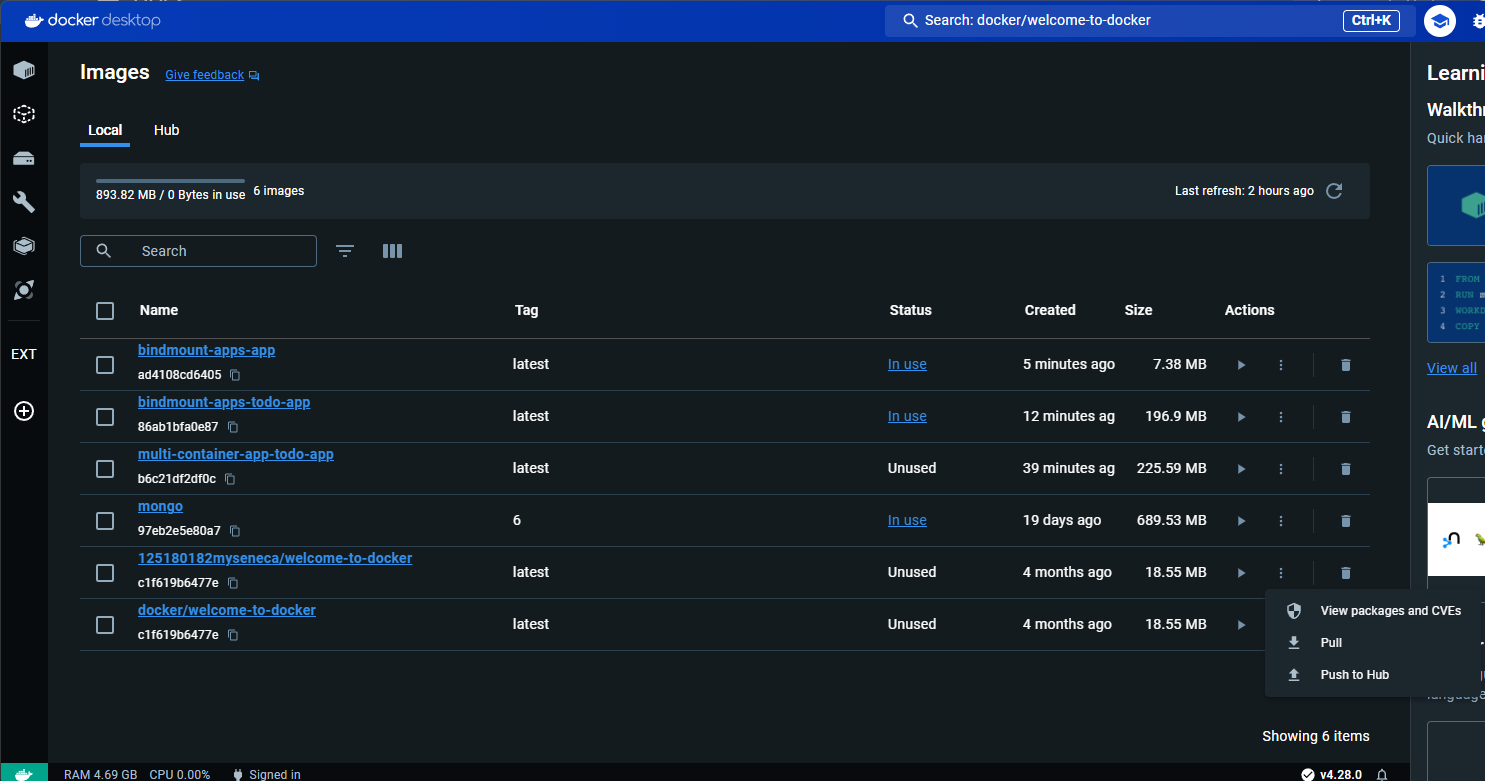 docker desktop
Search: docker/welcome-to-docker
Ctrl+K
Images
Give feedback
Local
Hub
893.82 MB / 0 Bytes in use
6 images
Last refresh: 2 hours ago
Search
Name Tag Status Created Size Actions
bindmount-apps-app
ad4108cd6405
latest In use 5 minutes ago 7.38 MB
bindmount-apps-todo-app
86ab1bfa0e87
latest In use 12 minutes ag 196.9 MB
multi-container-app-todo-app
b6c21df2df0c
latest Unused 39 minutes ag 225.59 MB
mongo
97eb2e5e80a7
6 In use 19 days ago 689.53 MB
125180182myseneca/welcome-to-docker
c1f619b6477e
latest Unused 4 months ago 18.55 MB
docker/welcome-to-docker
c1f619b6477e
latest Unused 4 months ago 18.55 MB
View packages and CVEs
Pull
Push to Hub
Showing 6 items
EXT
Learni
Walkthr
Quick ha
1 FROM
2 RUN
3 WORKD
4 COPY
View all
AI/ML
Get start
RAM 4.69 GB CPU 0.00% Signed in
v4.28.0